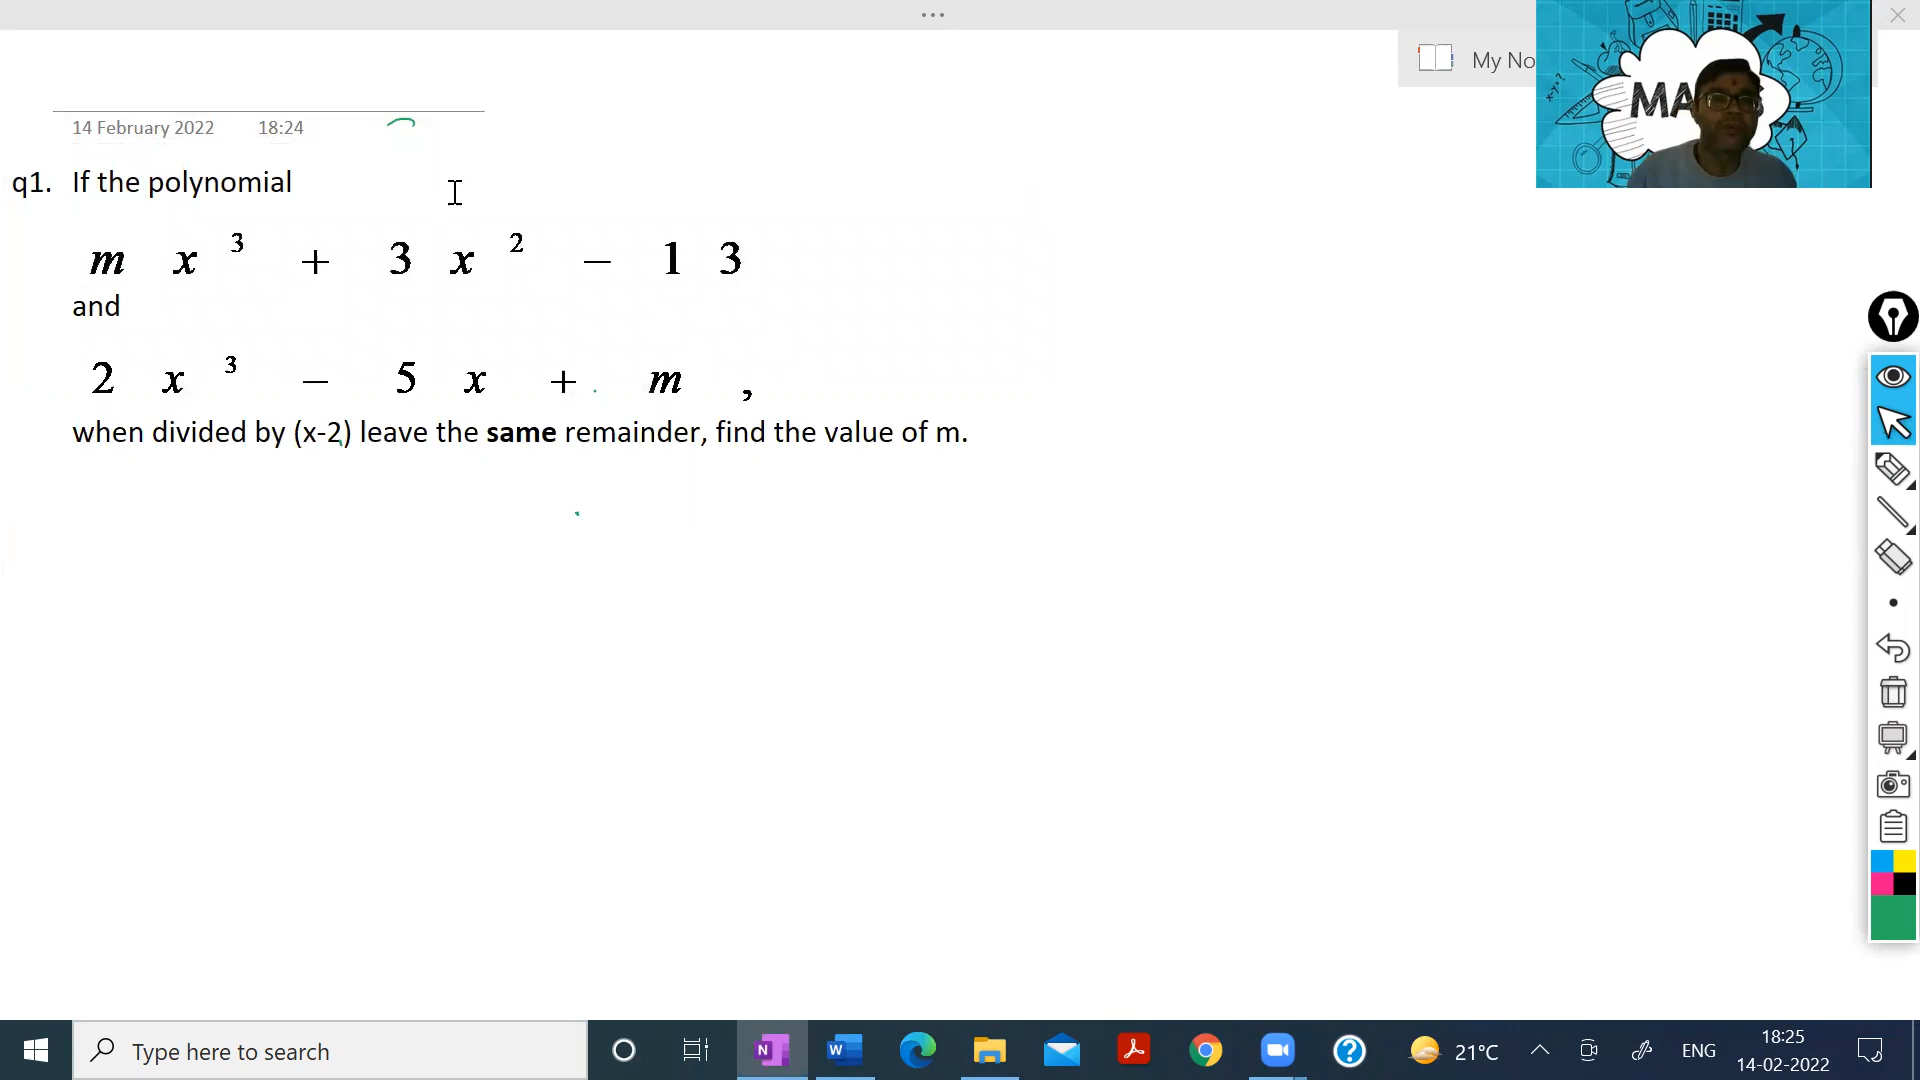 My No
MA
14 February 2022 18:24
q1. If the polynomial
m x ³ + 3 x ² − 1 3
and
2 x ³ − 5 x + m ,
when divided by (x-2) leave the same remainder, find the value of m.
Type here to search
21°C
ENG
18:25
14-02-2022